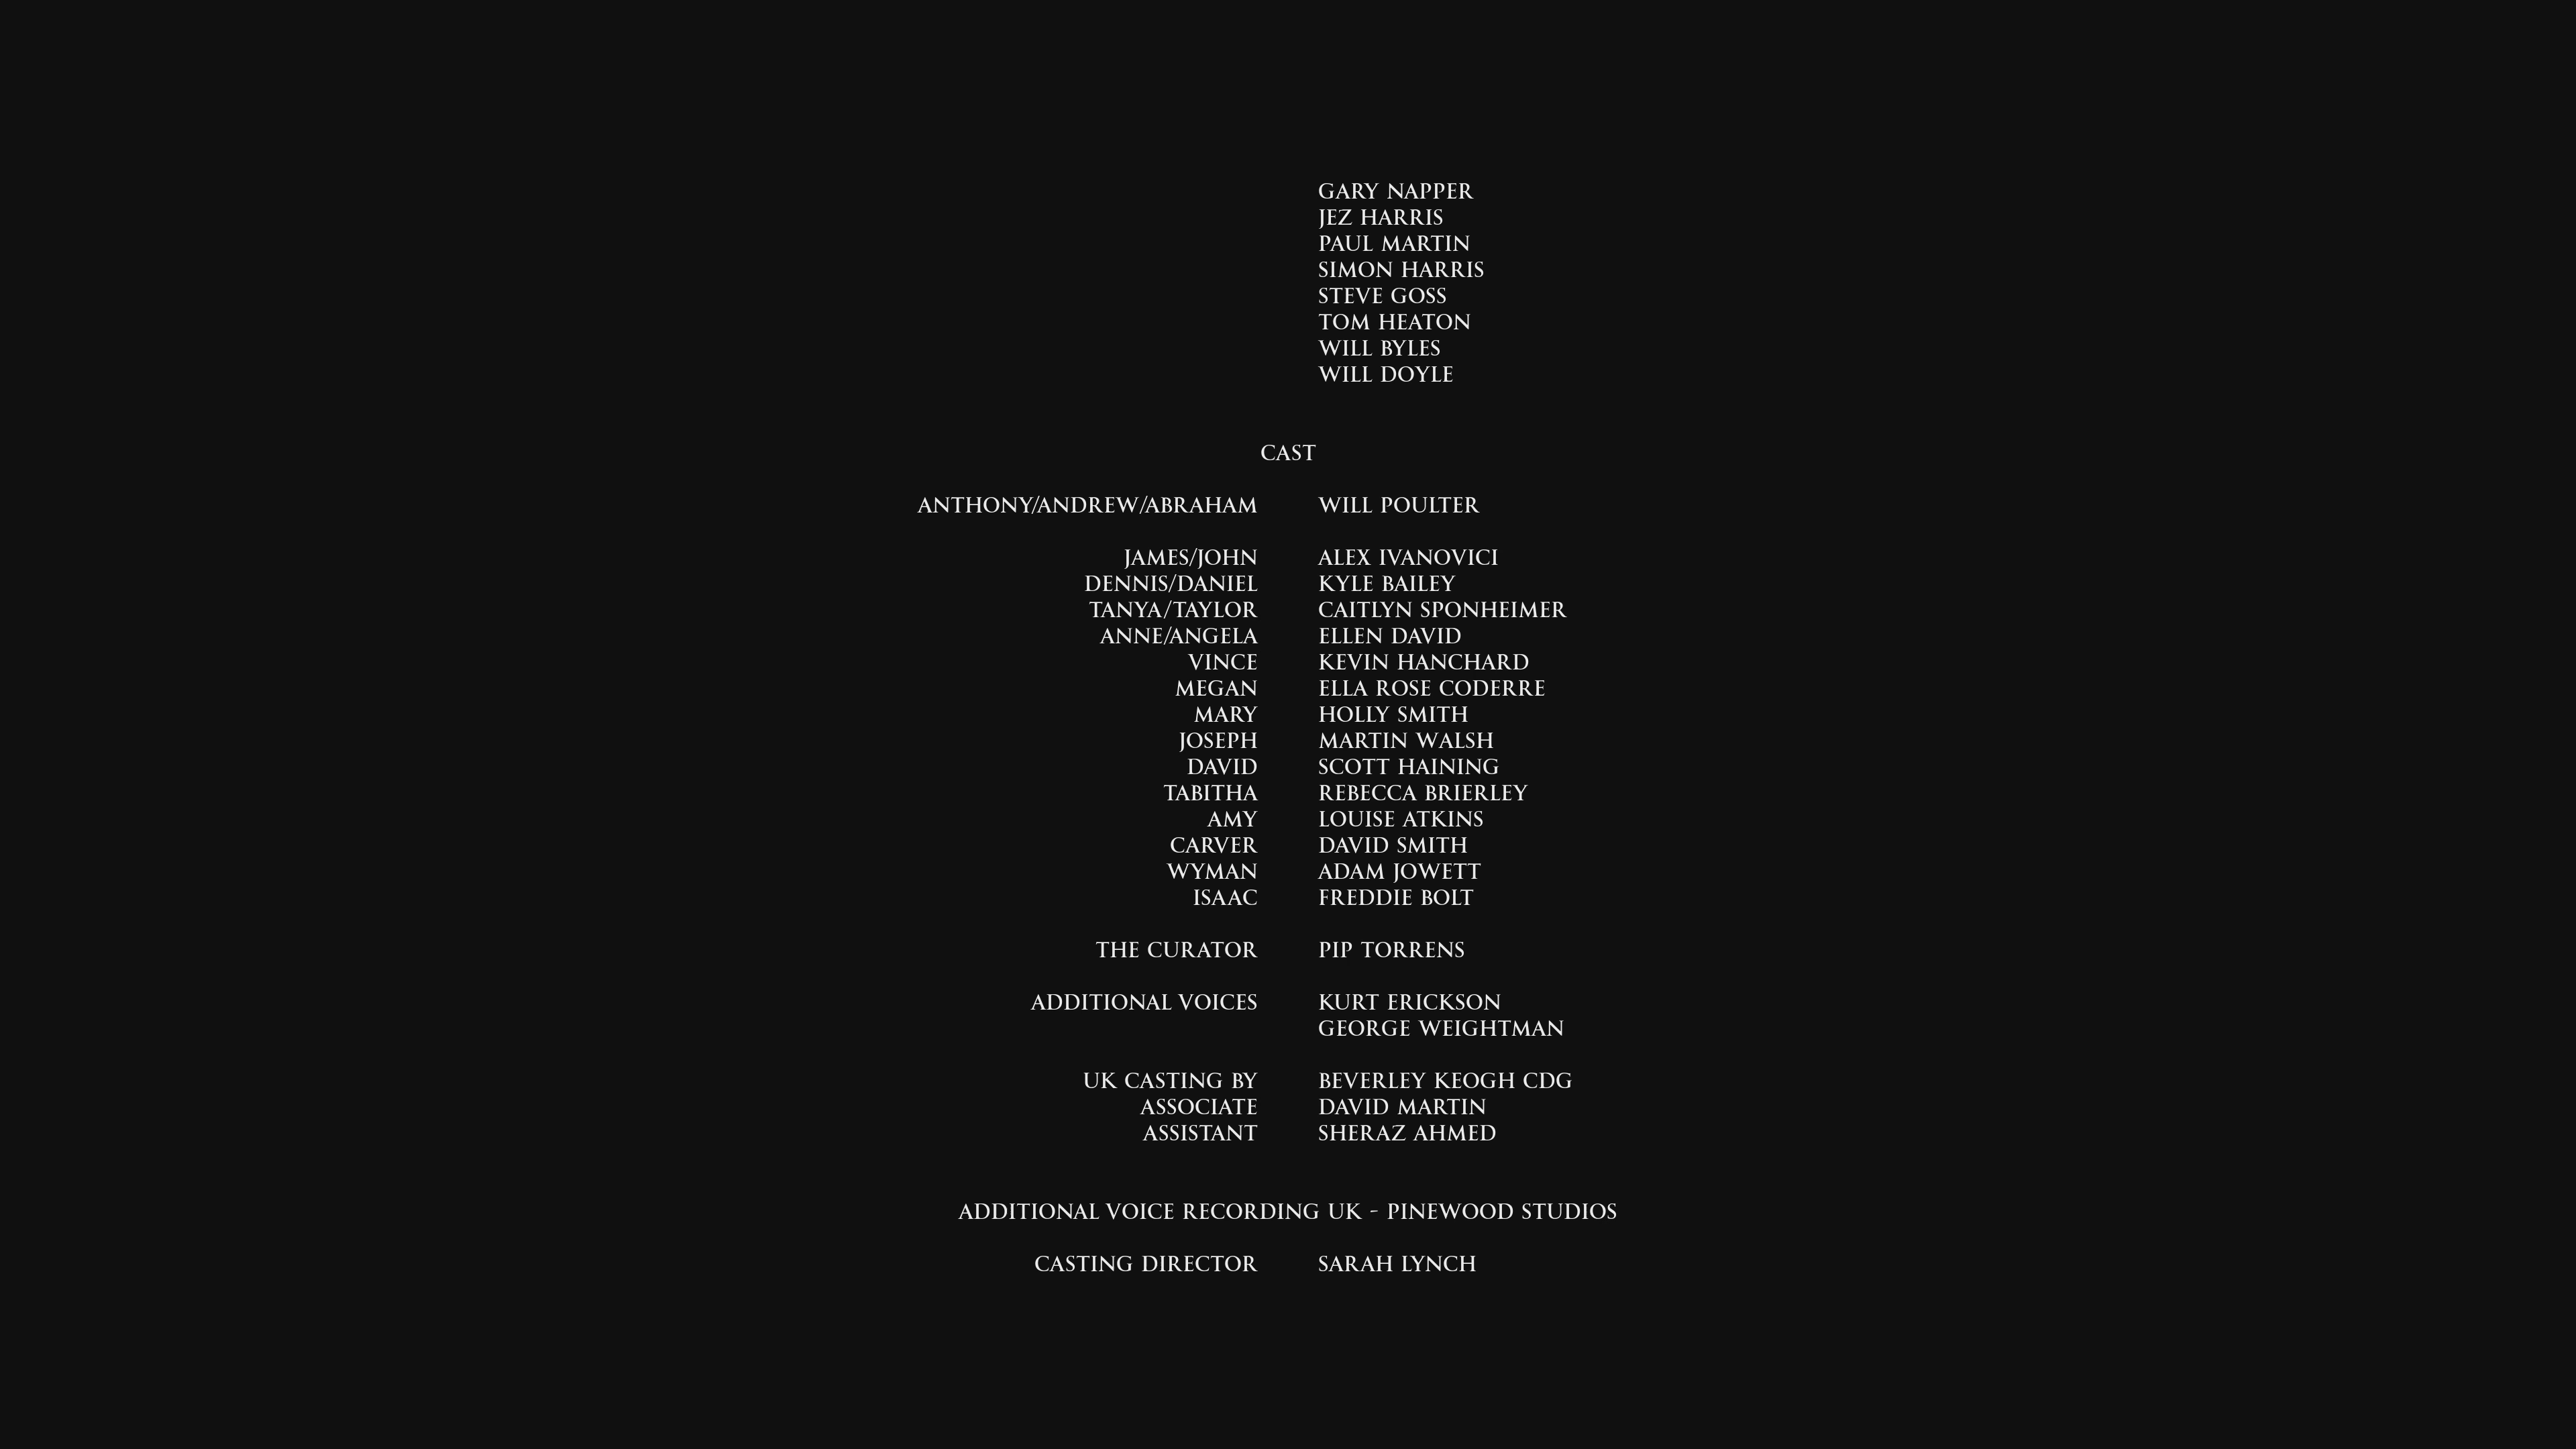 GARY NAPPER
JEZ HARRIS
PAUL MARTIN
SIMON HARRIS
STEVE GOSS
TOM HEATON
WILL BYLES
WILL DOYLE
CAST
ANTHONY/ANDREW/ABRAHAM WILL POULTER
JAMES/JOHN ALEX IVANOVICI
DENNIS/DANIEL KYLE BAILEY
TANYA/TAYLOR CAITLYN SPONHEIMER
ANNE/ANGELA ELLEN DAVID
VINCE KEVIN HANCHARD
MEGAN ELLA ROSE CODERRE
MARY HOLLY SMITH
JOSEPH MARTIN WALSH
DAVID SCOTT HAINING
TABITHA REBECCA BRIERLEY
AMY LOUISE ATKINS
CARVER DAVID SMITH
WYMAN ADAM JOWETT
ISAAC FREDDIE BOLT
THE CURATOR PIP TORRENS
ADDITIONAL VOICES KURT ERICKSON
GEORGE WEIGHTMAN
UK CASTING BY BEVERLEY KEOGH CDG
ASSOCIATE DAVID MARTIN
ASSISTANT SHERAZ AHMED
ADDITIONAL VOICE RECORDING UK - PINEWOOD STUDIOS
CASTING DIRECTOR SARAH LYNCH